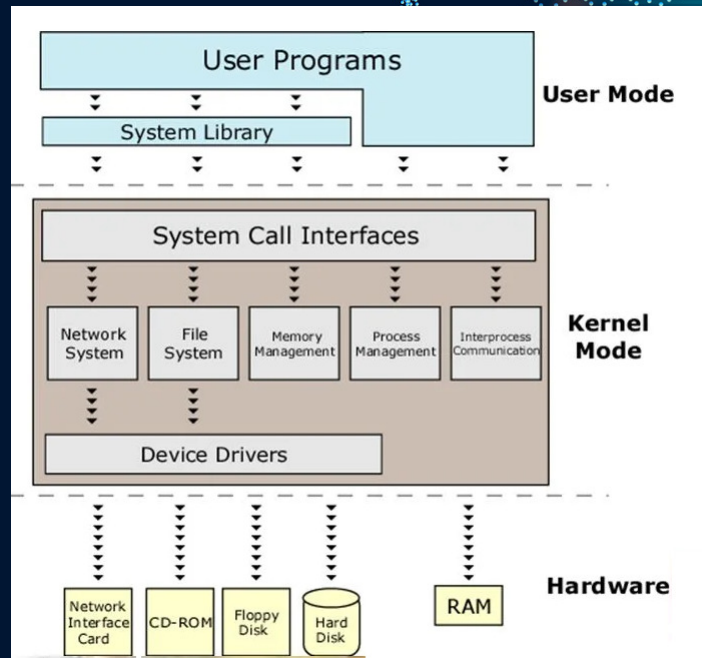 User Programs
User Mode
System Library
System Call Interfaces
Network
System
File
System
Memory
Management
Process
Management
Interprocess
Communication
Kernel
Mode
Device Drivers
Hardware
Network
Interface
Card
CD-ROM
Floppy
Disk
Hard
Disk
RAM